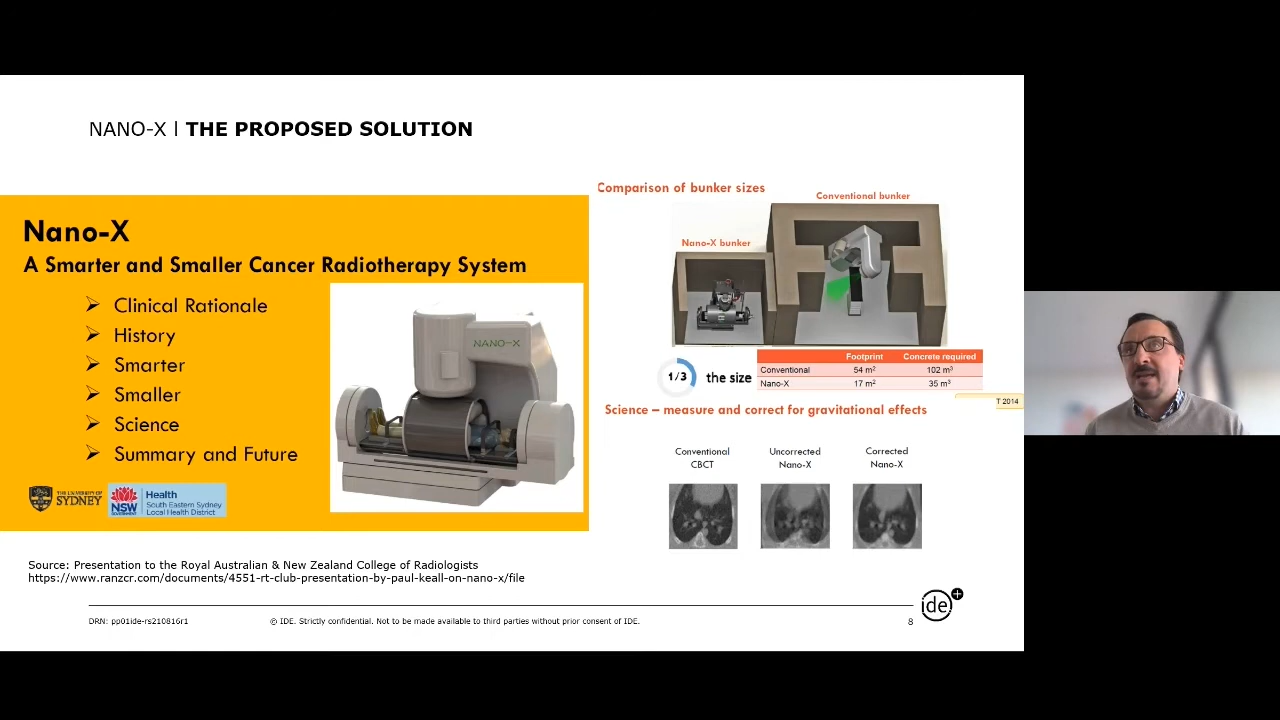 NANO-X | THE PROPOSED SOLUTION
Nano-X
A Smarter and Smaller Cancer Radiotherapy System
➢ Clinical Rationale
➢ History
➢ Smarter
➢ Smaller
➢ Science
➢ Summary and Future
NANO-X
THE UNIVERSITY OF
SYDNEY
NSW
GOVERNMENT
Health
South Eastern Sydney
Local Health District
Comparison of bunker sizes
Conventional bunker
Nano-X bunker
1/3 the size
Footprint Concrete required
Conventional 54 m² 102 m³
Nano-X 17 m² 35 m³
T 2014
Science – measure and correct for gravitational effects
Conventional
CBCT
Uncorrected
Nano-X
Corrected
Nano-X
Source: Presentation to the Royal Australian & New Zealand College of Radiologists
https://www.ranzcr.com/documents/4551-rt-club-presentation-by-paul-keall-on-nano-x/file
DRN: pp01ide-rs210816r1
© IDE. Strictly confidential. Not to be made available to third parties without prior consent of IDE.
8
ide+